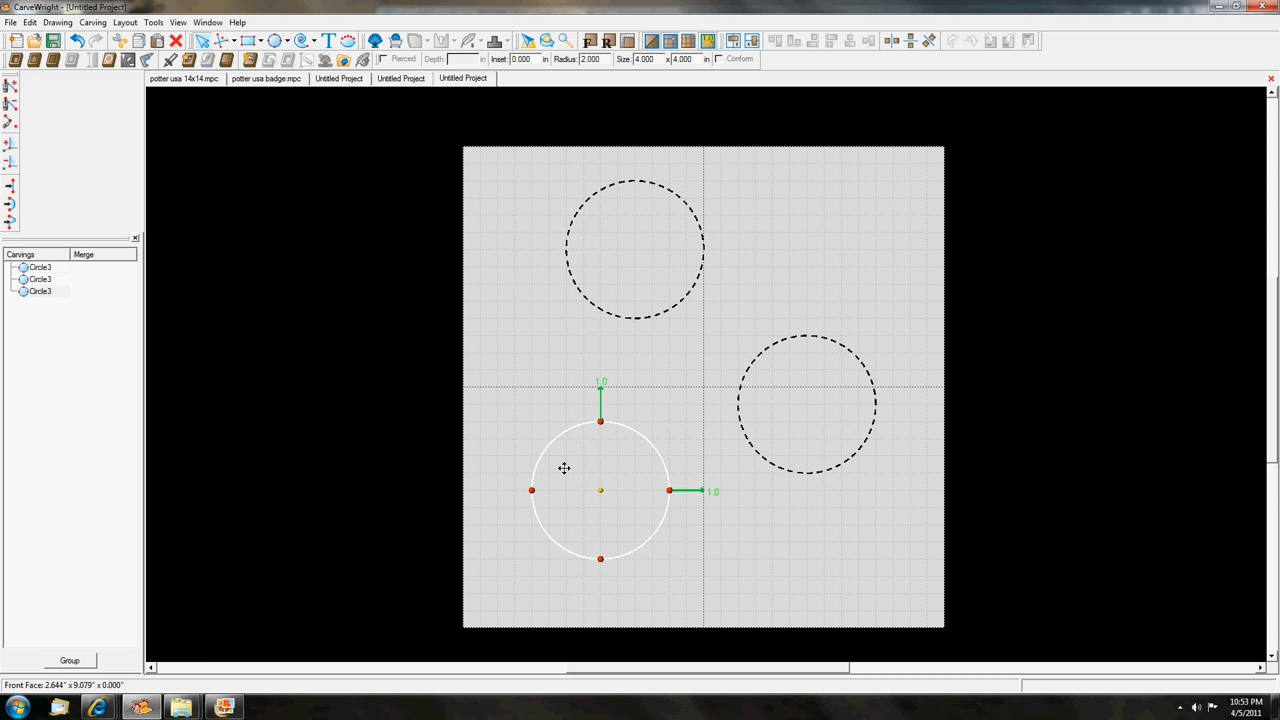 CarveWright - [Untitled Project]
File Edit Drawing Carving Layout Tools View Window Help
Pierced Depth: in Inset: 0.000 in Radius: 2.000 Size: 4.000 x 4.000 in Conform
potter usa 14x14.mpc potter usa badge.mpc Untitled Project Untitled Project Untitled Project
Carvings Merge
Circle3
Circle3
Circle3
1.0
1.0
Group
Front Face: 2.644" x 9.079" x 0.000"
10:53 PM
4/5/2011